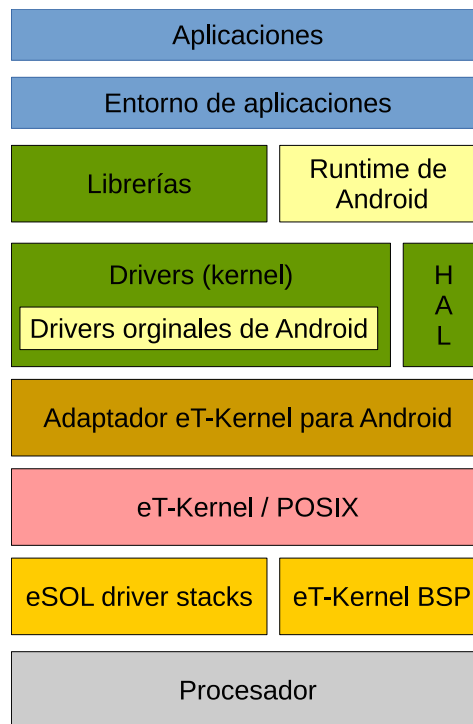 Aplicaciones
Entorno de aplicaciones
Librerías
Runtime de
Android
Drivers (kernel)
Drivers orginales de Android
H
A
L
Adaptador eT-Kernel para Android
eT-Kernel / POSIX
eSOL driver stacks
eT-Kernel BSP
Procesador